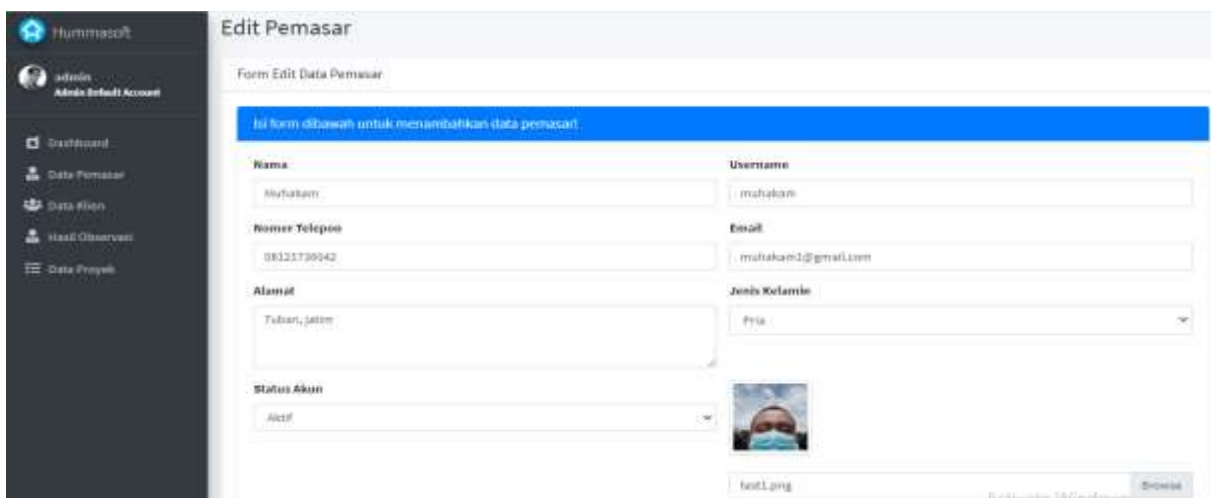 Hummasoft
admin
Admin Default Account
Dashboard
Data Pemasar
Data Klien
Hasil Observasi
Data Proyek
Edit Pemasar
Form Edit Data Pemasar
Isi form dibawah untuk menambahkan data pemasar!
Nama
Muhakam
Username
muhakam
Nomer Telepon
Email
muhakam1@gmail.com
Alamat
Tuban, Jatim
Jenis Kelamin
Pria
Status Akun
Aktif
test1.png
Browse